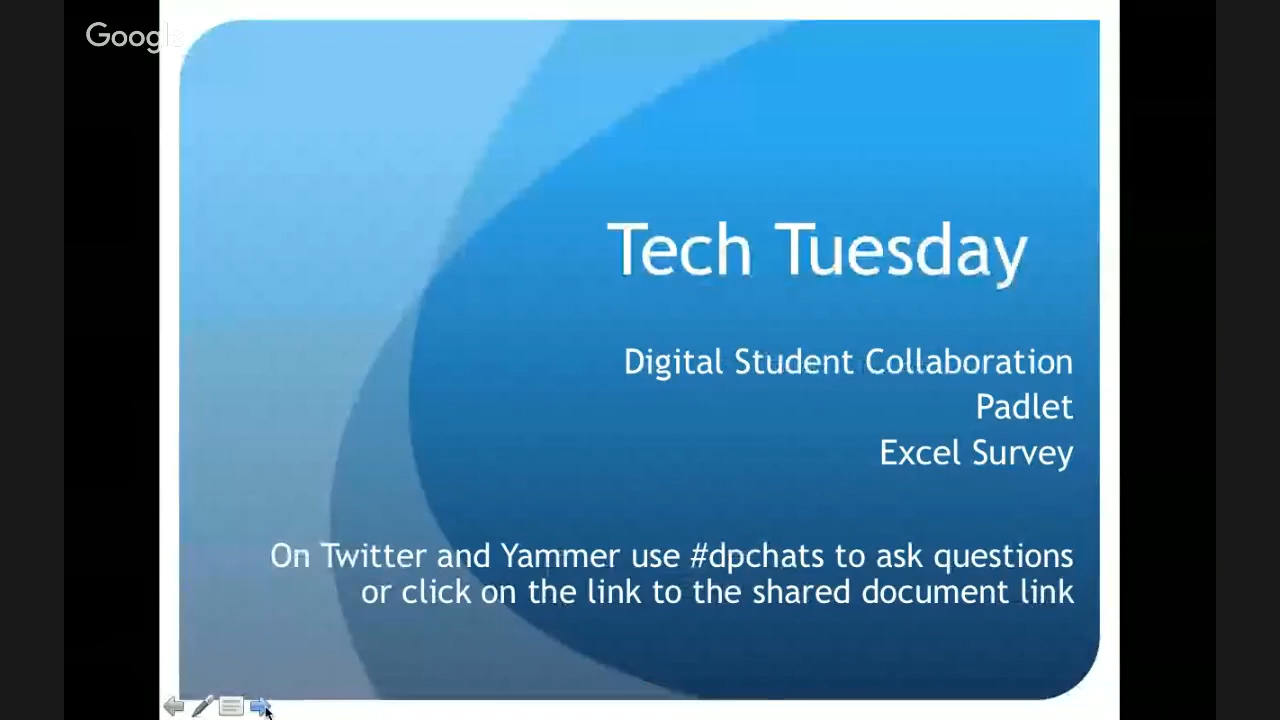 Google
Tech Tuesday
Digital Student Collaboration
Padlet
Excel Survey
On Twitter and Yammer use #dpchats to ask questions
or click on the link to the shared document link